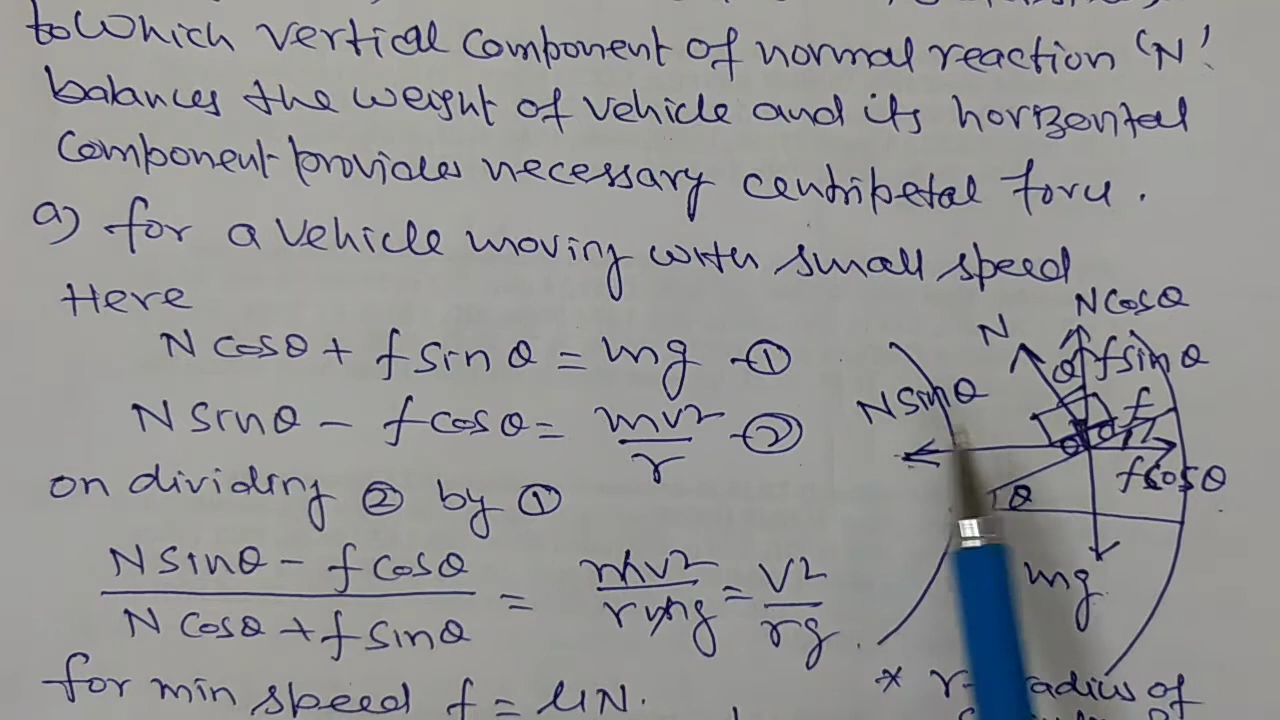 to which vertical component of normal reaction 'N'
balances the weight of vehicle and its horizontal
component provides necessary centripetal force.
a) for a vehicle moving with small speed
Here
N cosθ + f sinθ = mg -①
N sinθ - f cosθ = mv²/r -②
on dividing ② by ①
(N sinθ - f cosθ)/(N cosθ + f sinθ) = mv²/rmg = v²/rg.
for min speed f = μN.
N cosθ
N
θ
f sinθ
N sinθ
f
θ
f cosθ
θ
mg
* r
radius of